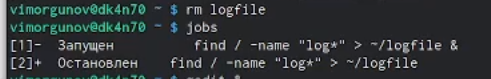 vimorgunov@dk4n70 ~ $ rm logfile
vimorgunov@dk4n70 ~ $ jobs
[1]-  Запущен          find / -name "log*" > ~/logfile &
[2]+  Остановлен    find / -name "log*" > ~/logfile